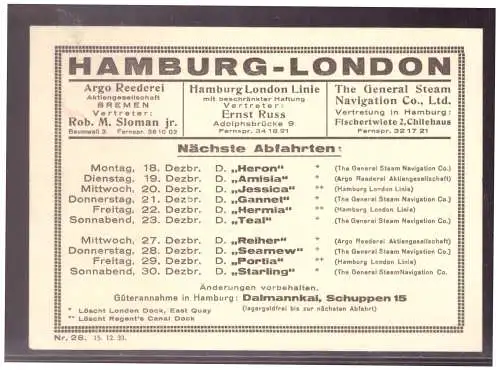 HAMBURG-LONDON
Argo Reederei
Aktiengesellschaft
BREMEN
Vertreter:
Rob. M. Sloman jr.
Baumwall 3. Fernspr. 36 10 03
Hamburg London Linie
mit beschränkter Haftung
Vertreter:
Ernst Russ
Adolphsbrücke 9
Fernspr. 34 18 21
The General Steam
Navigation Co., Ltd.
Vertretung in Hamburg:
Fischertwiete 2, Chilehaus
Fernspr. 32 17 21
Nächste Abfahrten:
Montag, 18. Dezbr. D. „Heron“ * (The General Steam Navigation Co.)
Dienstag, 19. Dezbr. D. „Amisia“ * (Argo Reederei Aktiengesellschaft)
Mittwoch, 20. Dezbr. D. „Jessica“ ** (Hamburg London Linie)
Donnerstag, 21. Dezbr. D. „Gannet“ * (The General Steam Navigation Co.)
Freitag, 22. Dezbr. D. „Hermia“ ** (Hamburg London Linie)
Sonnabend, 23. Dezbr. D. „Teal“ * (The General Steam Navigation Co.)
Mittwoch, 27. Dezbr. D. „Reiher“ * (Argo Reederei Aktiengesellschaft)
Donnerstag, 28. Dezbr. D. „Seamew“ * (The General Steam Navigation Co.)
Freitag, 29. Dezbr. D. „Portia“ ** (Hamburg London Linie)
Sonnabend, 30. Dezbr. D. „Starling“ * (The General SteamNavigation Co.
Änderungen vorbehalten.
Güterannahme in Hamburg: Dalmannkai, Schuppen 15
* Löscht London Dock, East Quay (lagergeldfrei bis zur nächsten Abfahrt)
** Löscht Regent's Canal Dock
Nr. 26. 15. 12. 33.